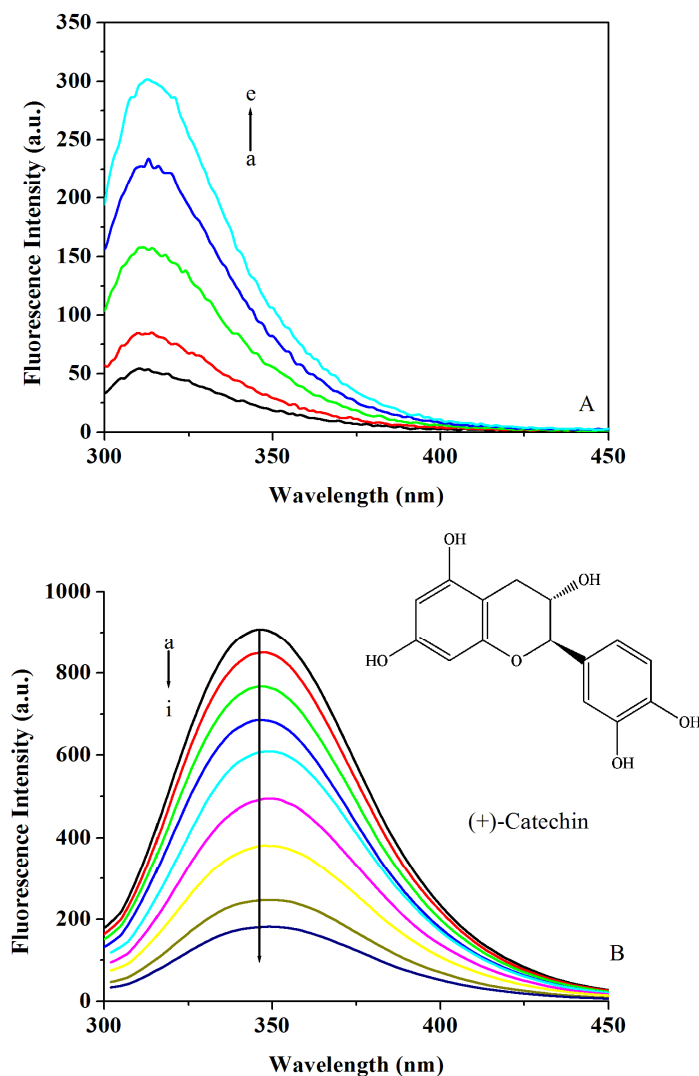 350
300
250
200
150
100
50
0
Fluorescence Intensity (a.u.)
e
a
A
300 350 400 450
Wavelength (nm)
1000
800
600
400
200
0
Fluorescence Intensity (a.u.)
a
i
OH
OH
HO
O
OH
OH
(+)-Catechin
B
300 350 400 450
Wavelength (nm)